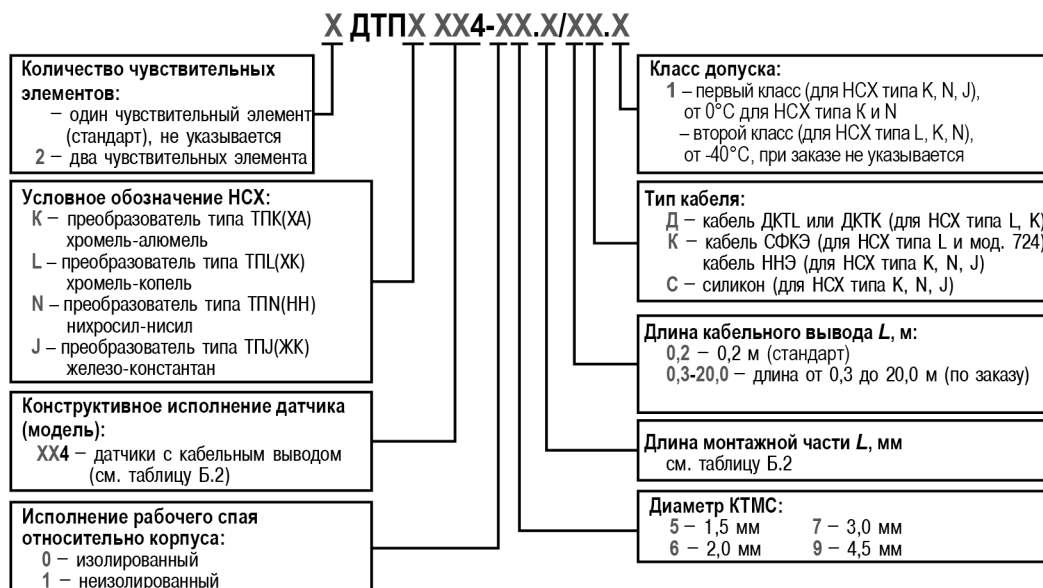 Х ДТПХ ХХ4-ХХ.Х/ХХ.Х
Количество чувствительных
элементов:
– один чувствительный элемент
(стандарт), не указывается
2 – два чувствительных элемента
Условное обозначение НСХ:
К – преобразователь типа ТПК(ХА)
хромель-алюмель
L – преобразователь типа ТПL(ХК)
хромель-копель
N – преобразователь типа ТПN(НН)
нихросил-нисил
J – преобразователь типа ТПJ(ЖК)
железо-константан
Конструктивное исполнение датчика
(модель):
ХХ4 – датчики с кабельным выводом
(см. таблицу Б.2)
Исполнение рабочего спая
относительно корпуса:
0 – изолированный
1 – неизолированный
Класс допуска:
1 – первый класс (для НСХ типа K, N, J),
от 0°С для НСХ типа К и N
– второй класс (для НСХ типа L, K, N),
от -40°С, при заказе не указывается
Тип кабеля:
Д – кабель ДКТL или ДКТК (для НСХ типа L, K)
К – кабель СФКЭ (для НСХ типа L и мод. 724)
кабель ННЭ (для НСХ типа K, N, J)
С – силикон (для НСХ типа K, N, J)
Длина кабельного вывода L, м:
0,2 – 0,2 м (стандарт)
0,3-20,0 – длина от 0,3 до 20,0 м (по заказу)
Длина монтажной части L, мм
см. таблицу Б.2
Диаметр КТМС:
5 – 1,5 мм 7 – 3,0 мм
6 – 2,0 мм 9 – 4,5 мм